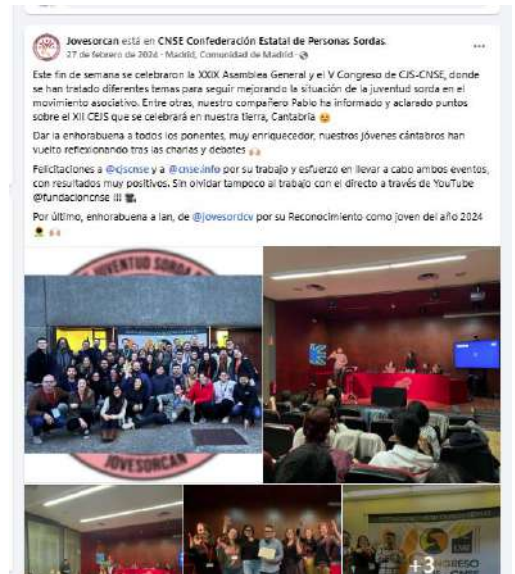 Jovesorcan está en CNSE Confederación Estatal de Personas Sordas.
27 de febrero de 2024 · Madrid, Comunidad de Madrid ·
Este fin de semana se celebraron la XXIX Asamblea General y el V Congreso de CJS-CNSE, donde
se han tratado diferentes temas para seguir mejorando la situación de la juventud sorda en el
movimiento asociativo. Entre otras, nuestro compañero Pablo ha informado y aclarado puntos
sobre el XII CEJS que se celebrará en nuestra tierra, Cantabria
Dar la enhorabuena a todos los ponentes, muy enriquecedor, nuestros jóvenes cántabros han
vuelto reflexionando tras las charlas y debates
Felicitaciones a @cjscnse y a @cnse.info por su trabajo y esfuerzo en llevar a cabo ambos eventos,
con resultados muy positivos. Sin olvidar tampoco al trabajo con el directo a través de YouTube
@fundacioncnse !!!
Por último, enhorabuena a Ian, de @jovesordcv por su Reconocimiento como joven del año 2024
JUVENTUD SORDA
JOVESORCAN
+3
CONGRESO